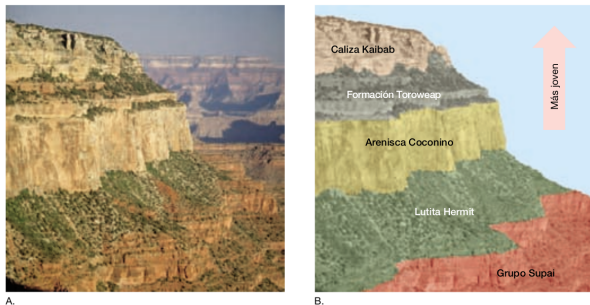 Caliza Kaibab
Formación Toroweap
Arenisca Coconino
Lutita Hermit
Grupo Supai
Más joven
A.
B.